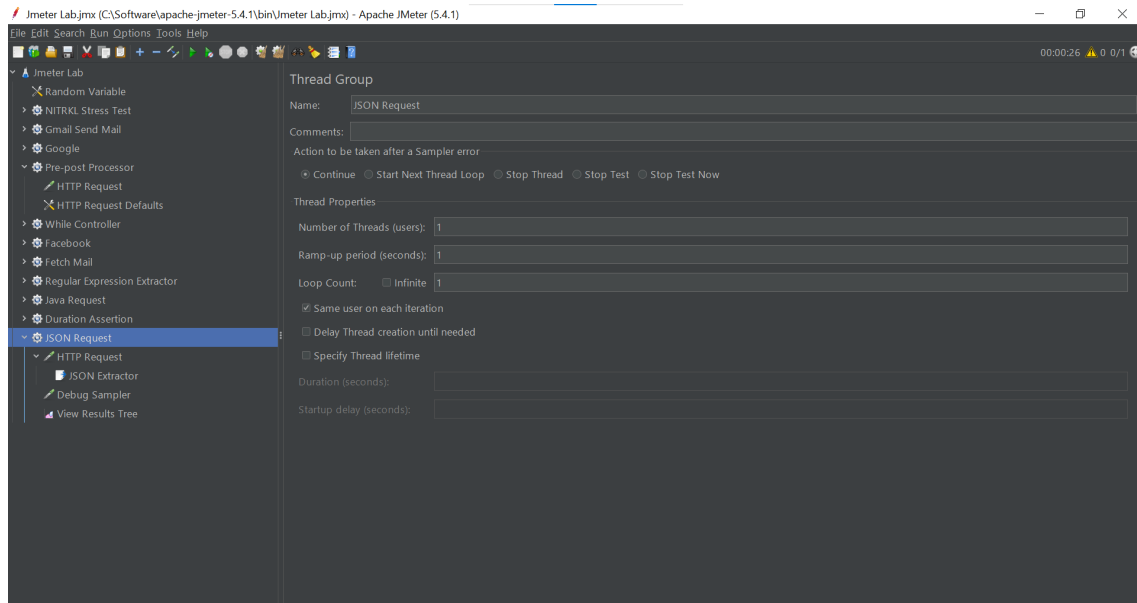 Jmeter Lab.jmx (C:\Software\apache-jmeter-5.4.1\bin\Jmeter Lab.jmx) - Apache JMeter (5.4.1)
File Edit Search Run Options Tools Help
00:00:26 0 0/1
Jmeter Lab
Random Variable
NITRKL Stress Test
Gmail Send Mail
Google
Pre-post Processor
HTTP Request
HTTP Request Defaults
While Controller
Facebook
Fetch Mail
Regular Expression Extractor
Java Request
Duration Assertion
JSON Request
HTTP Request
JSON Extractor
Debug Sampler
View Results Tree
Thread Group
Name: JSON Request
Comments:
Action to be taken after a Sampler error
Continue Start Next Thread Loop Stop Thread Stop Test Stop Test Now
Thread Properties
Number of Threads (users): 1
Ramp-up period (seconds): 1
Loop Count: Infinite 1
Same user on each iteration
Delay Thread creation until needed
Specify Thread lifetime
Duration (seconds):
Startup delay (seconds):